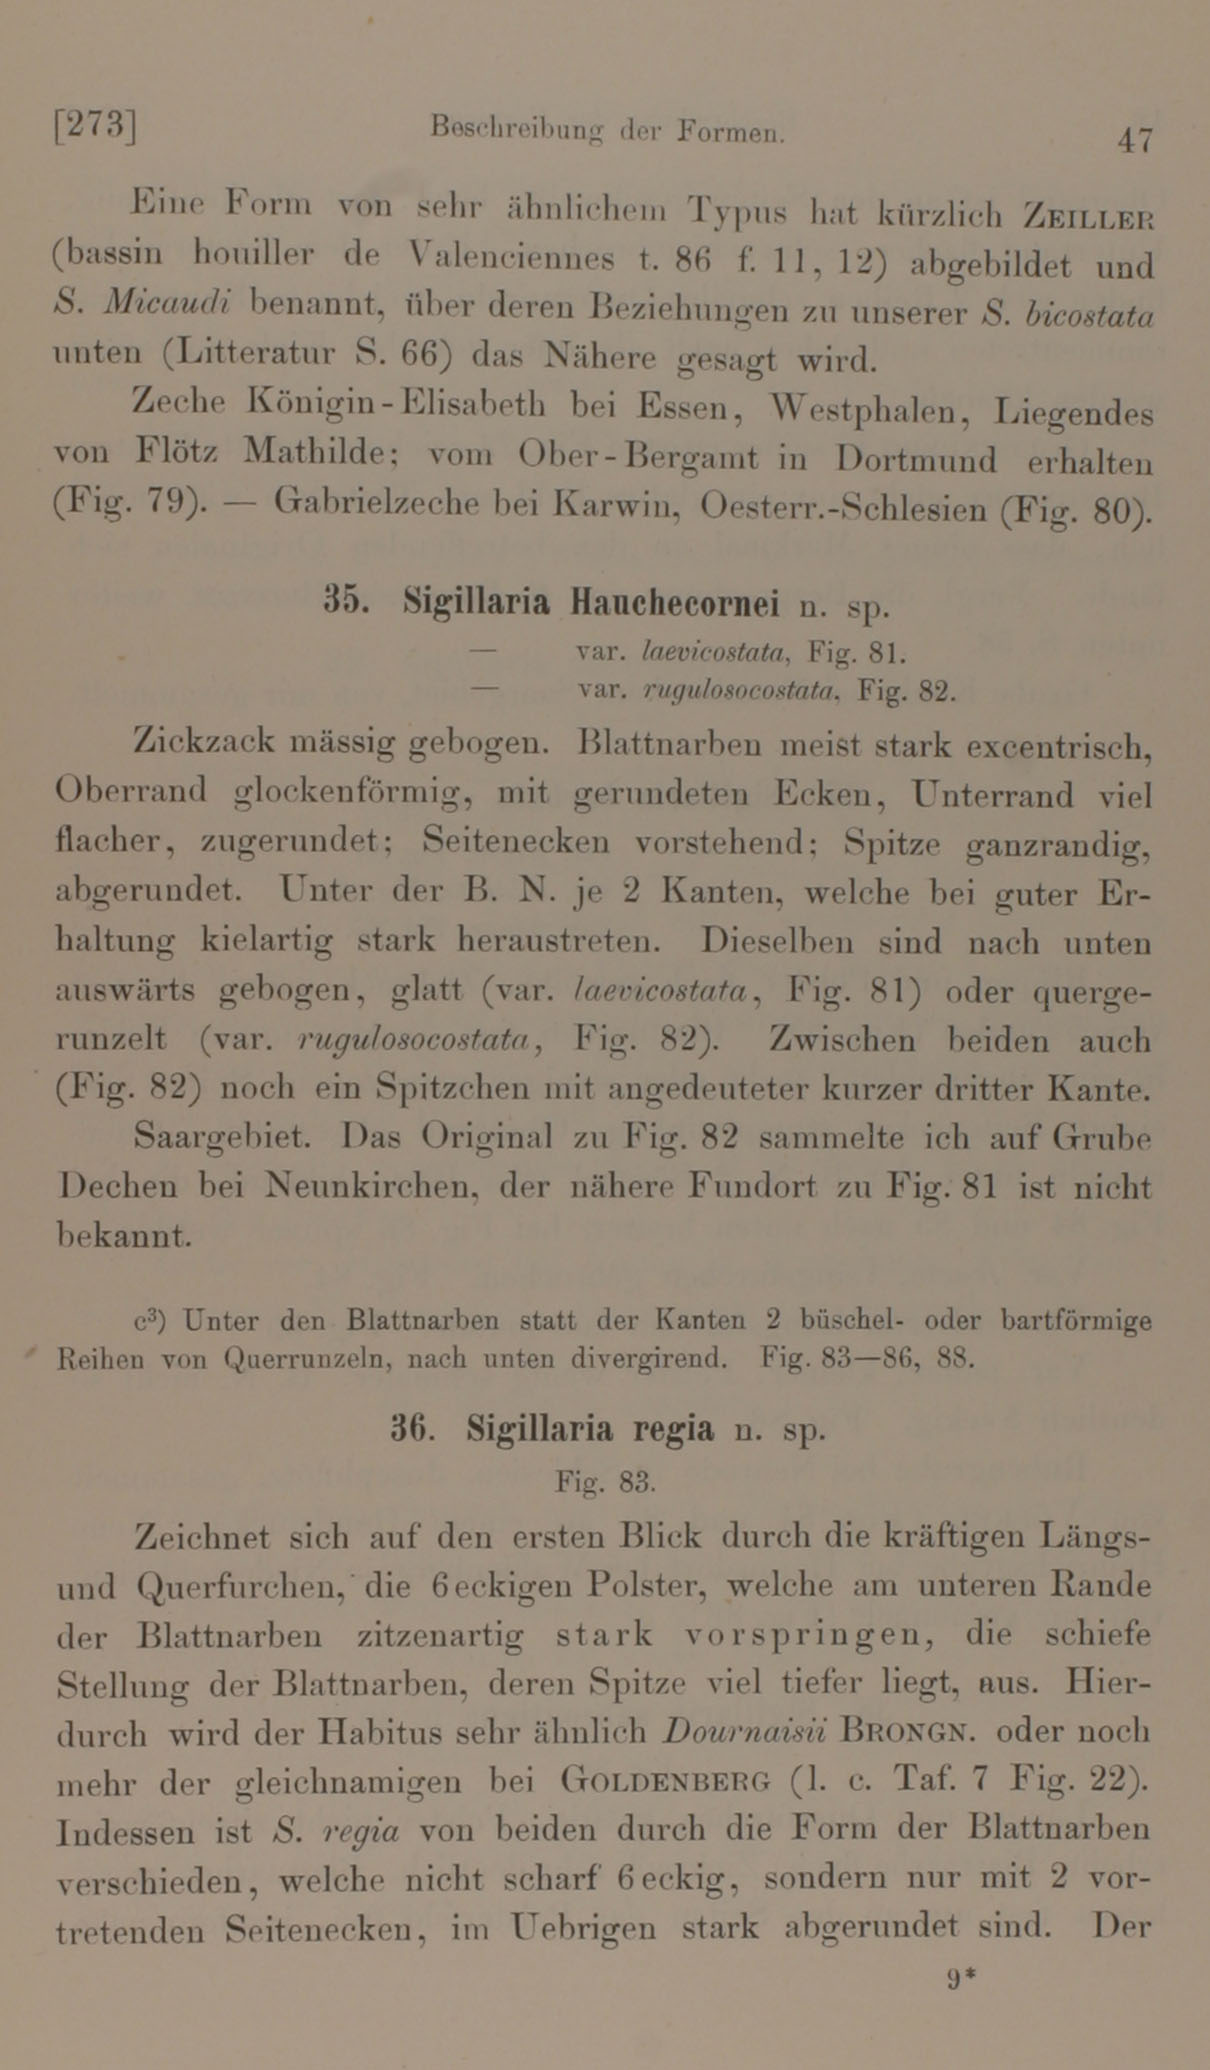 [273] Beschreibung der Formen. 47
Eine Form von sehr ähnlichem Typus hat kürzlich ZEILLER
(bassin houiller de Valenciennes t. 86 f. 11, 12) abgebildet und
S. Micaudi benannt, über deren Beziehungen zu unserer S. bicostata
unten (Litteratur S. 66) das Nähere gesagt wird.
Zeche Königin-Elisabeth bei Essen, Westphalen, Liegendes
von Flötz Mathilde; vom Ober-Bergamt in Dortmund erhalten
(Fig. 79). — Gabrielzeche bei Karwin, Oesterr.-Schlesien (Fig. 80).
35. Sigillaria Hauchecornei n. sp.
— var. laevicostata, Fig. 81.
— var. rugulosocostata, Fig. 82.
Zickzack mässig gebogen. Blattnarben meist stark excentrisch,
Oberrand glockenförmig, mit gerundeten Ecken, Unterrand viel
flacher, zugerundet; Seitenecken vorstehend; Spitze ganzrandig,
abgerundet. Unter der B. N. je 2 Kanten, welche bei guter Er-
haltung kielartig stark heraustreten. Dieselben sind nach unten
auswärts gebogen, glatt (var. laevicostata, Fig. 81) oder querge-
runzelt (var. rugulosocostata, Fig. 82). Zwischen beiden auch
(Fig. 82) noch ein Spitzchen mit angedeuteter kurzer dritter Kante.
Saargebiet. Das Original zu Fig. 82 sammelte ich auf Grube
Dechen bei Neunkirchen, der nähere Fundort zu Fig. 81 ist nicht
bekannt.
c³) Unter den Blattnarben statt der Kanten 2 büschel- oder bartförmige
Reihen von Querrunzeln, nach unten divergirend. Fig. 83—86, 88.
36. Sigillaria regia n. sp.
Fig. 83.
Zeichnet sich auf den ersten Blick durch die kräftigen Längs-
und Querfurchen, die 6eckigen Polster, welche am unteren Rande
der Blattnarben zitzenartig stark vorspringen, die schiefe
Stellung der Blattnarben, deren Spitze viel tiefer liegt, aus. Hier-
durch wird der Habitus sehr ähnlich Dournaisii BRONGN. oder noch
mehr der gleichnamigen bei GOLDENBERG (l. c. Taf. 7 Fig. 22).
Indessen ist S. regia von beiden durch die Form der Blattnarben
verschieden, welche nicht scharf 6eckig, sondern nur mit 2 vor-
tretenden Seitenecken, im Uebrigen stark abgerundet sind. Der
9*